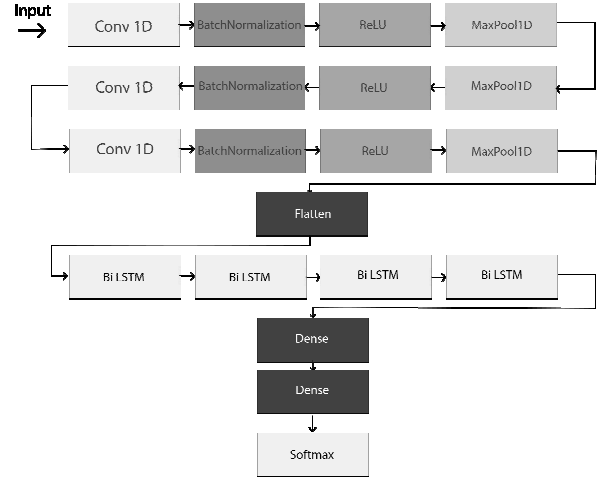 Input
Conv 1D
BatchNormalization
ReLU
MaxPool1D
Conv 1D
BatchNormalization
ReLU
MaxPool1D
Conv 1D
BatchNormalization
ReLU
MaxPool1D
Flatten
Bi LSTM
Bi LSTM
Bi LSTM
Bi LSTM
Dense
Dense
Softmax